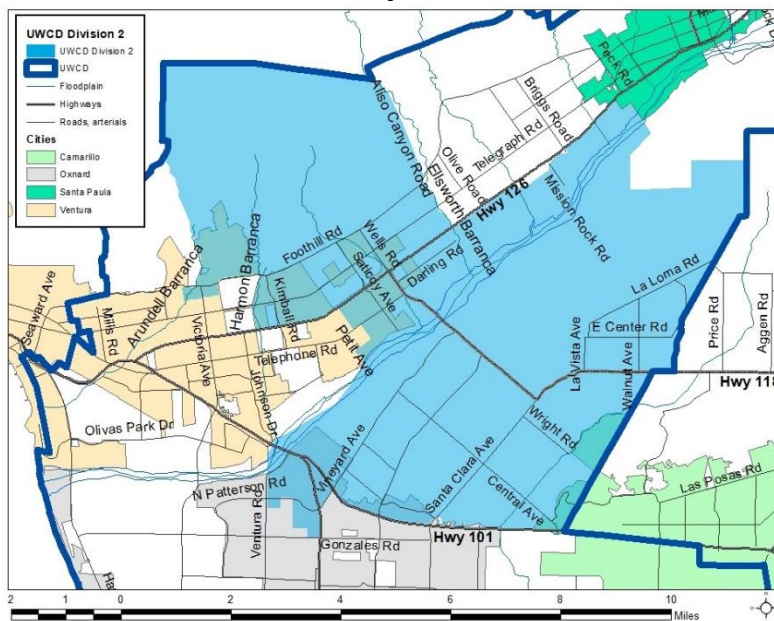 UWCD Division 2
UWCD Division 2
UWCD
Floodplain
Highways
Roads, arterials
Cities
Camarillo
Oxnard
Santa Paula
Ventura
Peck Rd
Briggs Road
Telegraph Rd
Olive Road
Aliso Canyon Road
Ellsworth Barranca
Hwy 126
Mission Rock Rd
Foothill Rd
Wells Rd
Saticoy Ave
Darling Rd
Harmon Barranca
Kimball Rd
Arundell Barranca
Seaward Ave
Mills Rd
Victoria Ave
Telephone Rd
Petit Ave
Johnson Dr
La Loma Rd
E Center Rd
La Vista Ave
Walnut Ave
Price Rd
Aggen Rd
Hwy 118
Olivas Park Dr
Wright Rd
Vineyard Ave
Santa Clara Ave
Central Ave
Las Posas Rd
N Patterson Rd
Ventura Rd
Gonzales Rd
Hwy 101
Ha
2 1 0 2 4 6 8 10
Miles